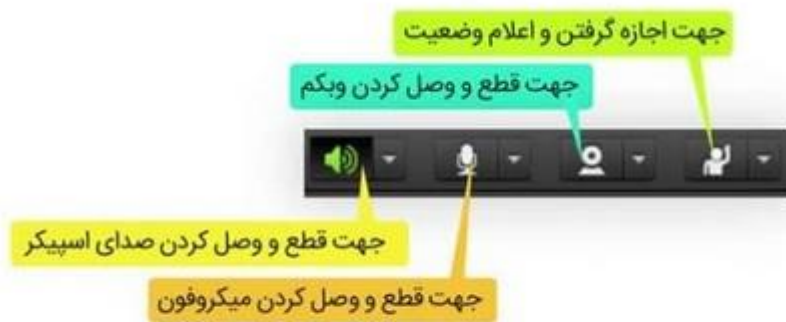 جهت اجازه گرفتن و اعلام وضعیت
جهت قطع و وصل کردن وبکم
جهت قطع و وصل کردن صدای اسپیکر
جهت قطع و وصل کردن میکروفون